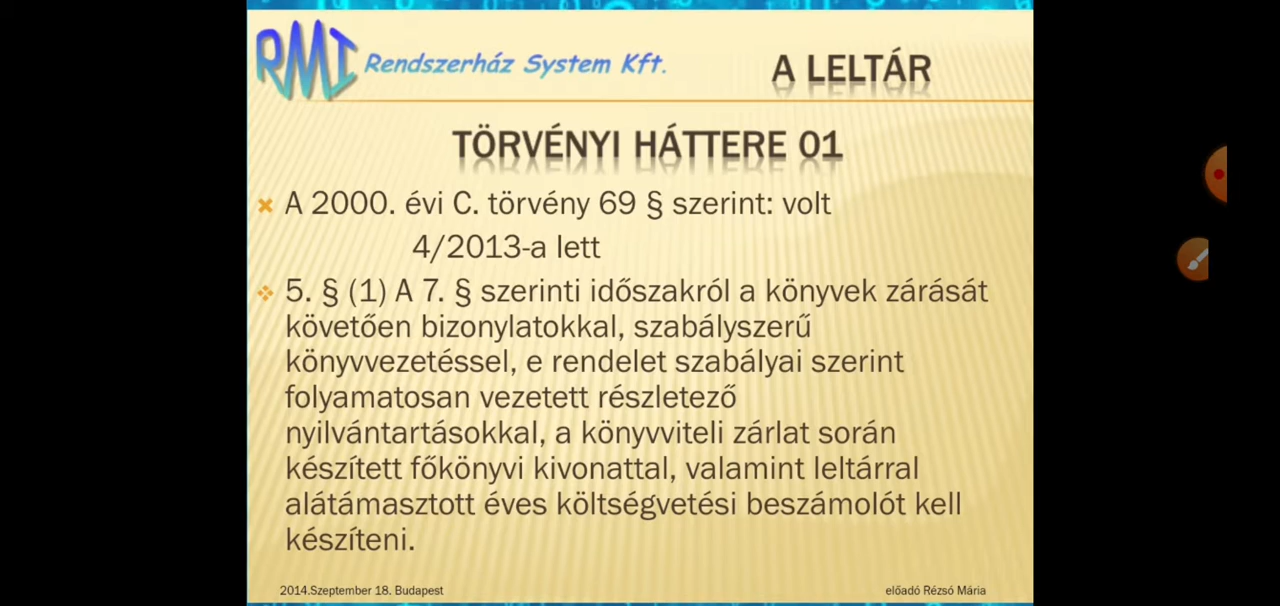 RMI Rendszerház System Kft.
A LELTÁR
TÖRVÉNYI HÁTTERE 01
A 2000. évi C. törvény 69 § szerint: volt
4/2013-a lett
5. § (1) A 7. § szerinti időszakról a könyvek zárását
követően bizonylatokkal, szabályszerű
könyvvezetéssel, e rendelet szabályai szerint
folyamatosan vezetett részletező
nyilvántartásokkal, a könyvviteli zárlat során
készített főkönyvi kivonattal, valamint leltárral
alátámasztott éves költségvetési beszámolót kell
készíteni.
2014.Szeptember 18. Budapest
előadó Rézsó Mária